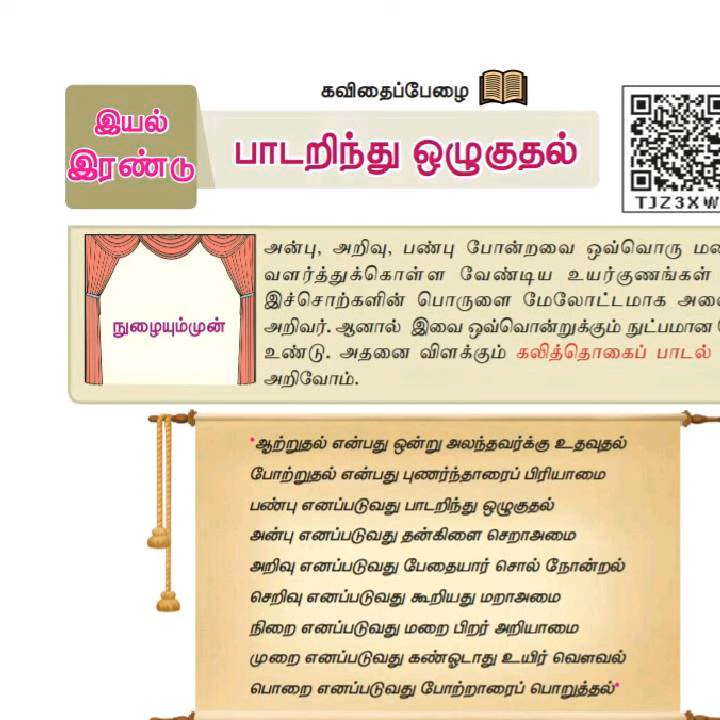 கவிதைப்பேழை
இயல்
இரண்டு
பாடறிந்து ஒழுகுதல்
TJZ3XW
அன்பு, அறிவு, பண்பு போன்றவை ஒவ்வொரு
வளர்த்துக்கொள்ள வேண்டிய உயர்குணங்கள்
இச்சொற்களின் பொருளை மேலோட்டமாக
அறிவர். ஆனால் இவை ஒவ்வொன்றுக்கும் நுட்பமான
உண்டு. அதனை விளக்கும் கலித்தொகைப் பாடல்
அறிவோம்.
நுழையும்முன்
*ஆற்றுதல் என்பது ஒன்று அலந்தவர்க்கு உதவுதல்
போற்றுதல் என்பது புணர்ந்தாரைப் பிரியாமை
பண்பு எனப்படுவது பாடறிந்து ஒழுகுதல்
அன்பு எனப்படுவது தன்கிளை செறாஅமை
அறிவு எனப்படுவது பேதையார் சொல் நோன்றல்
செறிவு எனப்படுவது கூறியது மறாஅமை
நிறை எனப்படுவது மறை பிறர் அறியாமை
முறை எனப்படுவது கண்ஓடாது உயிர் வௌவல்
பொறை எனப்படுவது போற்றாரைப் பொறுத்தல்*